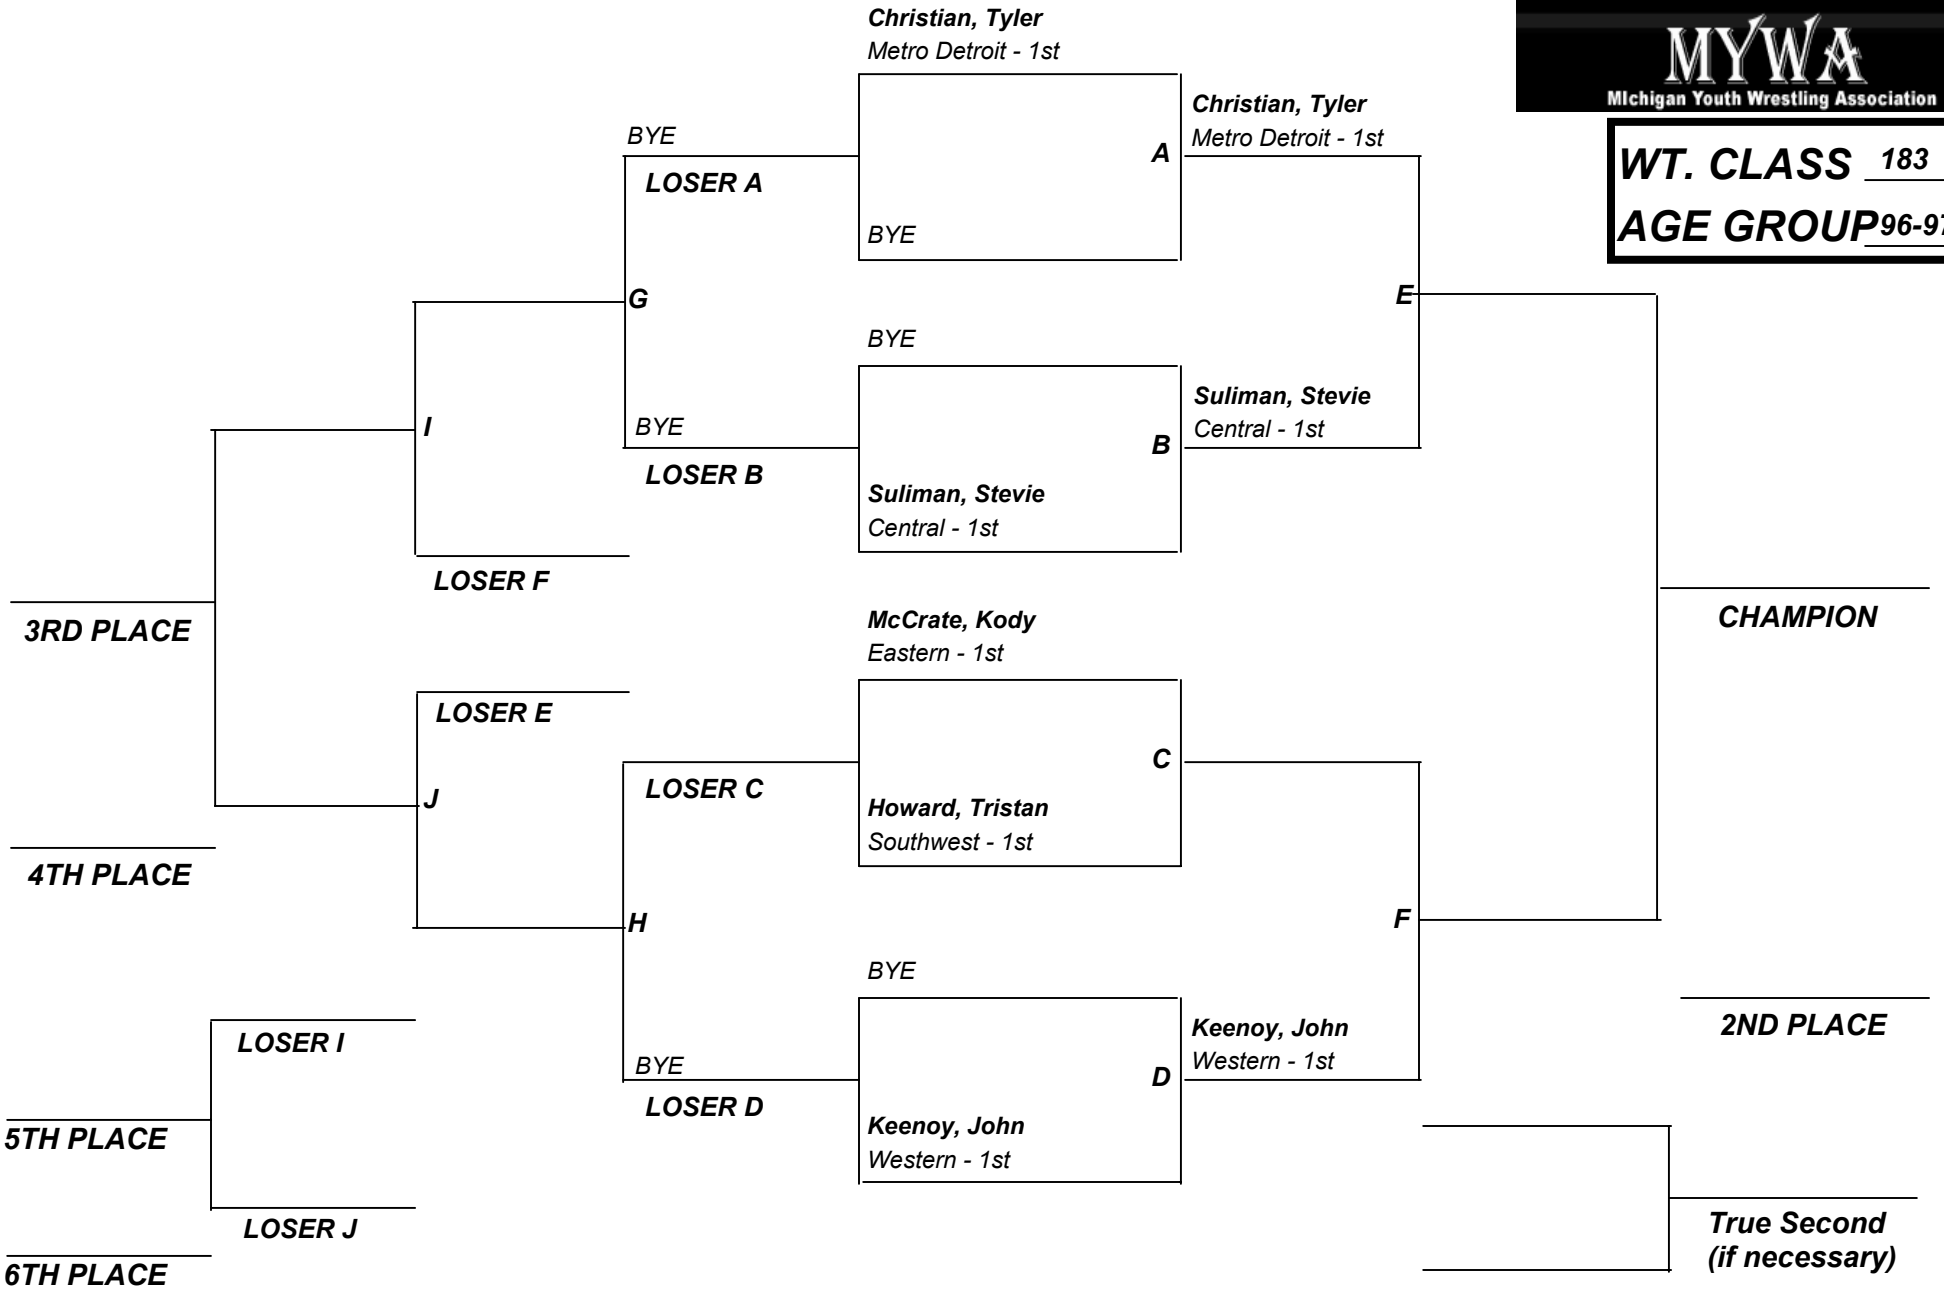 Christian, Tyler
Metro Detroit - 1st
MYWA
MIchigan Youth Wrestling Association
WT. CLASS 183
AGE GROUP 96-97
Christian, Tyler
Metro Detroit - 1st
A
BYE
LOSER A
BYE
G
E
BYE
Suliman, Stevie
Central - 1st
B
I
BYE
LOSER B
Suliman, Stevie
Central - 1st
LOSER F
3RD PLACE
McCrate, Kody
Eastern - 1st
CHAMPION
LOSER E
C
LOSER C
J
Howard, Tristan
Southwest - 1st
4TH PLACE
H
F
BYE
Keenoy, John
Western - 1st
D
2ND PLACE
LOSER I
BYE
LOSER D
Keenoy, John
Western - 1st
5TH PLACE
LOSER J
True Second
(if necessary)
6TH PLACE